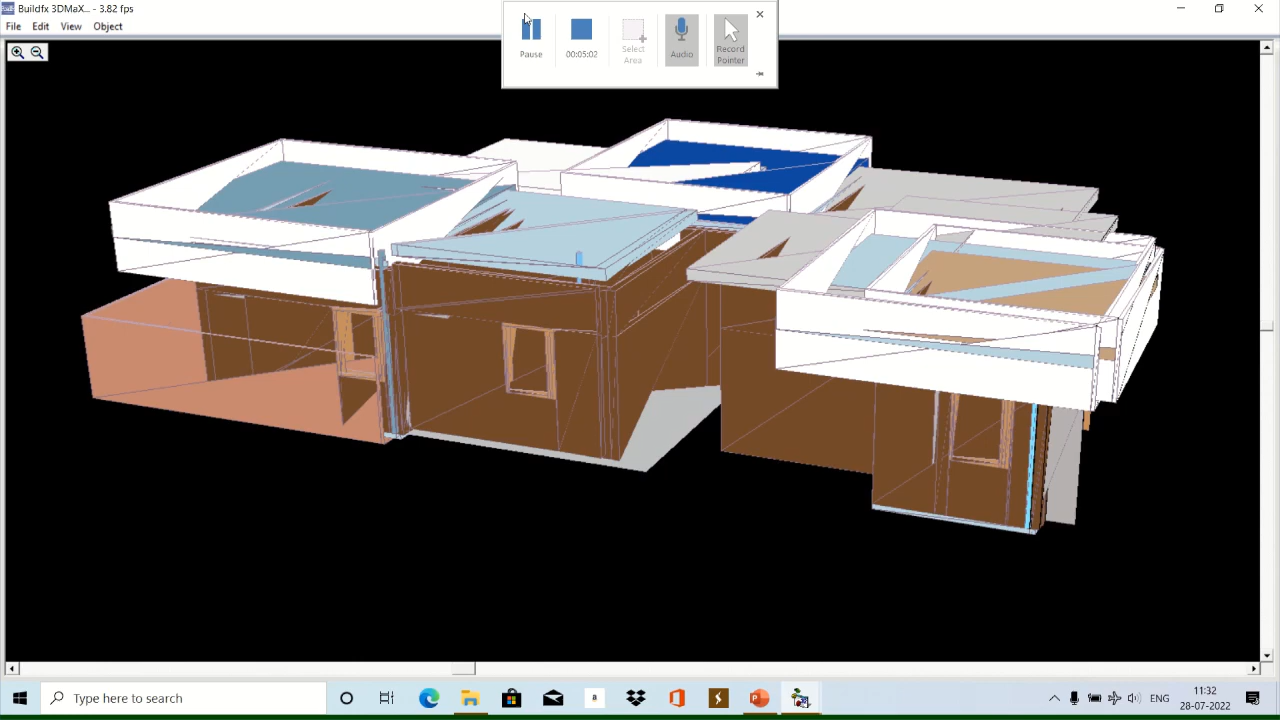 Buildfx 3DMaX... - 3.82 fps
File Edit View Object
Pause
00:05:02
Select
Area
Audio
Record
Pointer
Type here to search
a
ENG
11:32
28-07-2022